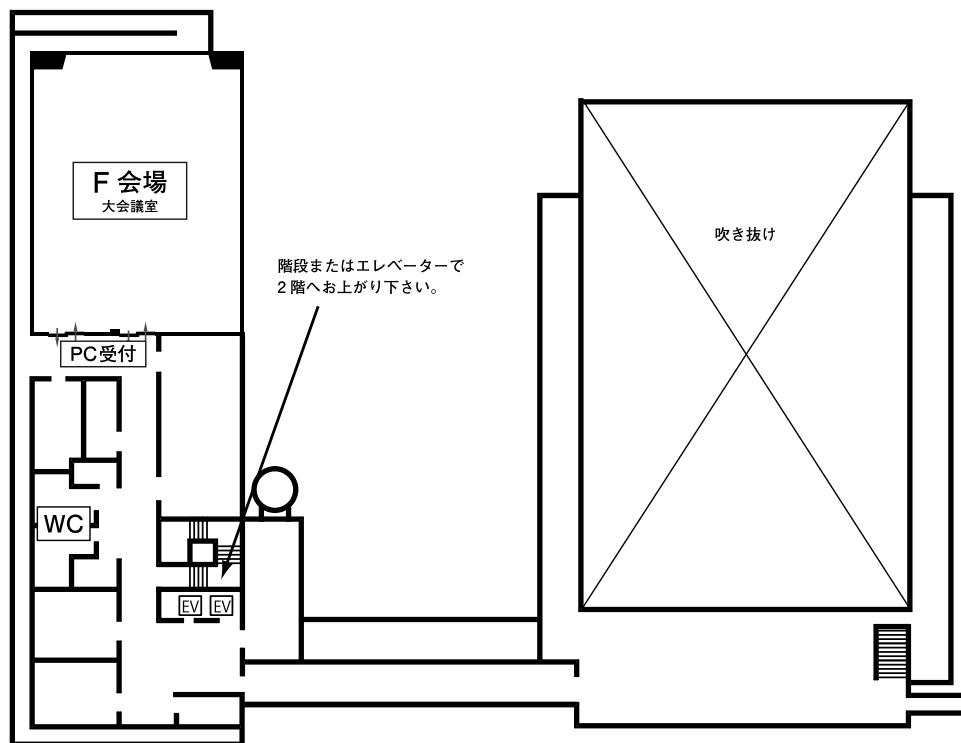 F 会場
大会議室
吹き抜け
階段またはエレベーターで
2 階へお上がり下さい。
PC受付
WC
EV
EV